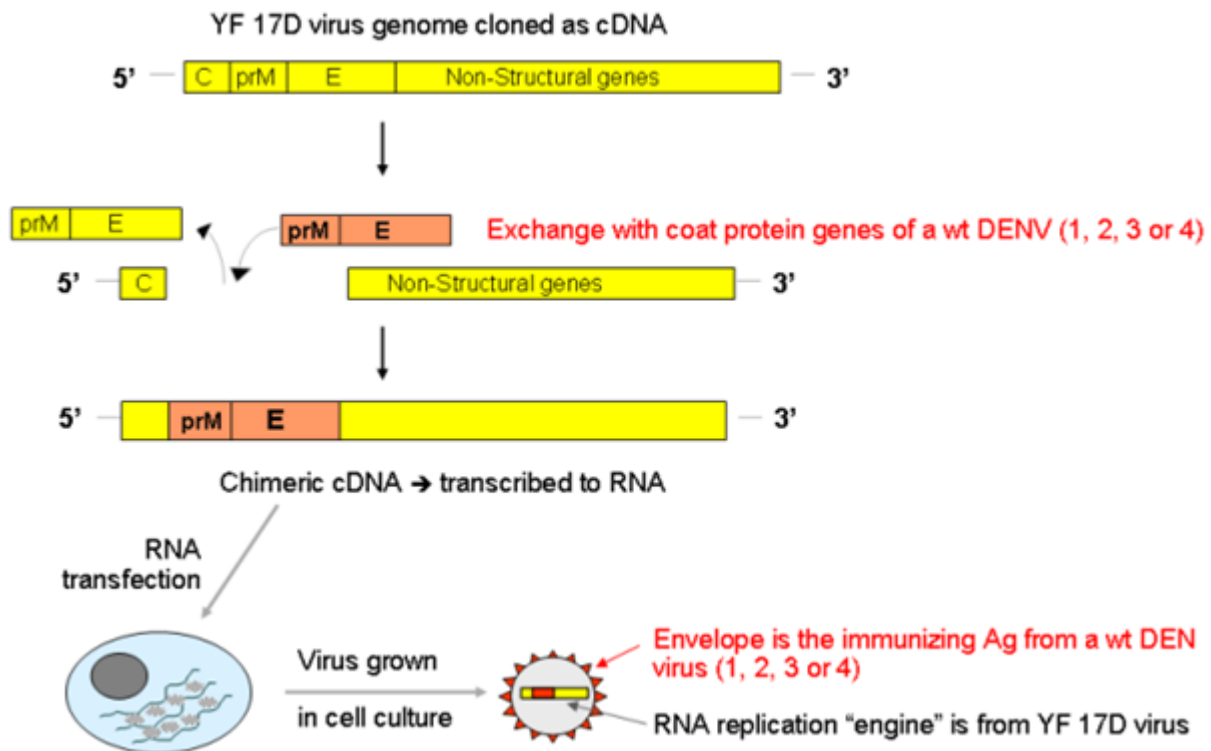 YF 17D virus genome cloned as cDNA
5’ C prM E Non-Structural genes 3’
prM E prM E Exchange with coat protein genes of a wt DENV (1, 2, 3 or 4)
5’ C Non-Structural genes 3’
5’ prM E 3’
Chimeric cDNA ➔ transcribed to RNA
RNA
transfection
Virus grown
in cell culture
Envelope is the immunizing Ag from a wt DEN
virus (1, 2, 3 or 4)
RNA replication “engine” is from YF 17D virus